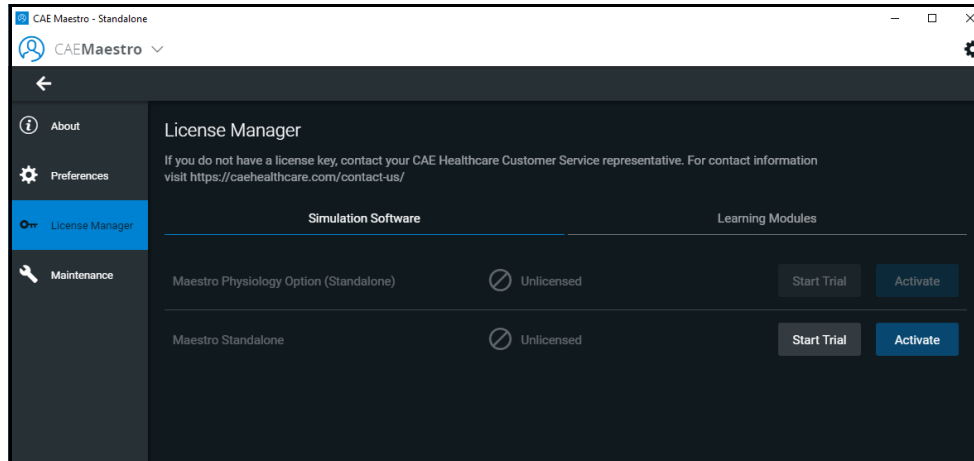 CAE Maestro - Standalone
CAEMaestro
About
Preferences
License Manager
Maintenance
License Manager
If you do not have a license key, contact your CAE Healthcare Customer Service representative. For contact information
visit https://caehealthcare.com/contact-us/
Simulation Software
Learning Modules
Maestro Physiology Option (Standalone)
Unlicensed
Start Trial
Activate
Maestro Standalone
Unlicensed
Start Trial
Activate